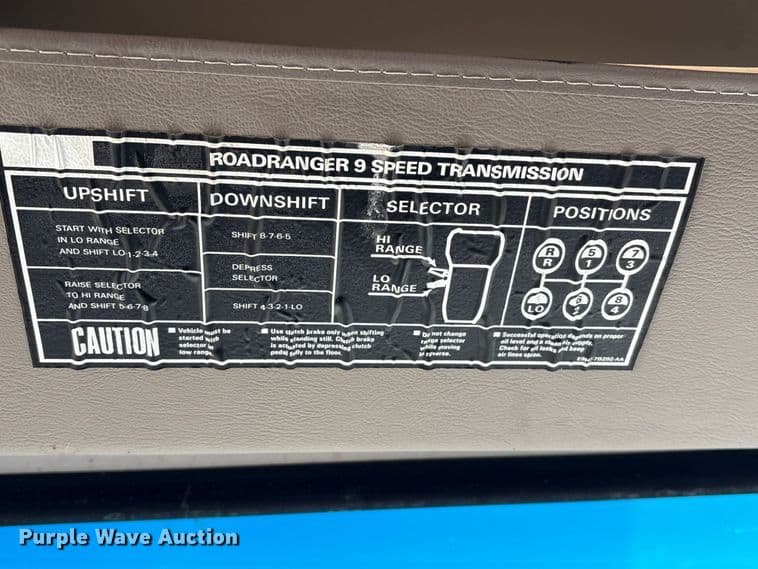 ROADRANGER 9 SPEED TRANSMISSION
UPSHIFT
START WITH SELECTOR
IN LO RANGE
AND SHIFT LO-1-2-3-4
RAISE SELECTOR
TO HI RANGE
AND SHIFT 5-6-7-8
DOWNSHIFT
SHIFT 8-7-6-5
DEPRESS
SELECTOR
SHIFT 4-3-2-1-LO
SELECTOR
HI
RANGE
LO
RANGE
POSITIONS
R 5 7
R 1 3
6 8
LO 2 4
CAUTION
Vehicle must be
started with
selector in
low range
Use clutch brake only when shifting
while standing still. Clutch brake
is actuated by depressing clutch
pedal fully to the floor.
Do not change
range selector
while moving
in reverse.
Successful operation depends on proper
oil level and a clean air supply.
Check for oil leaks and keep
air lines open.
7B292-AA
Purple Wave Auction